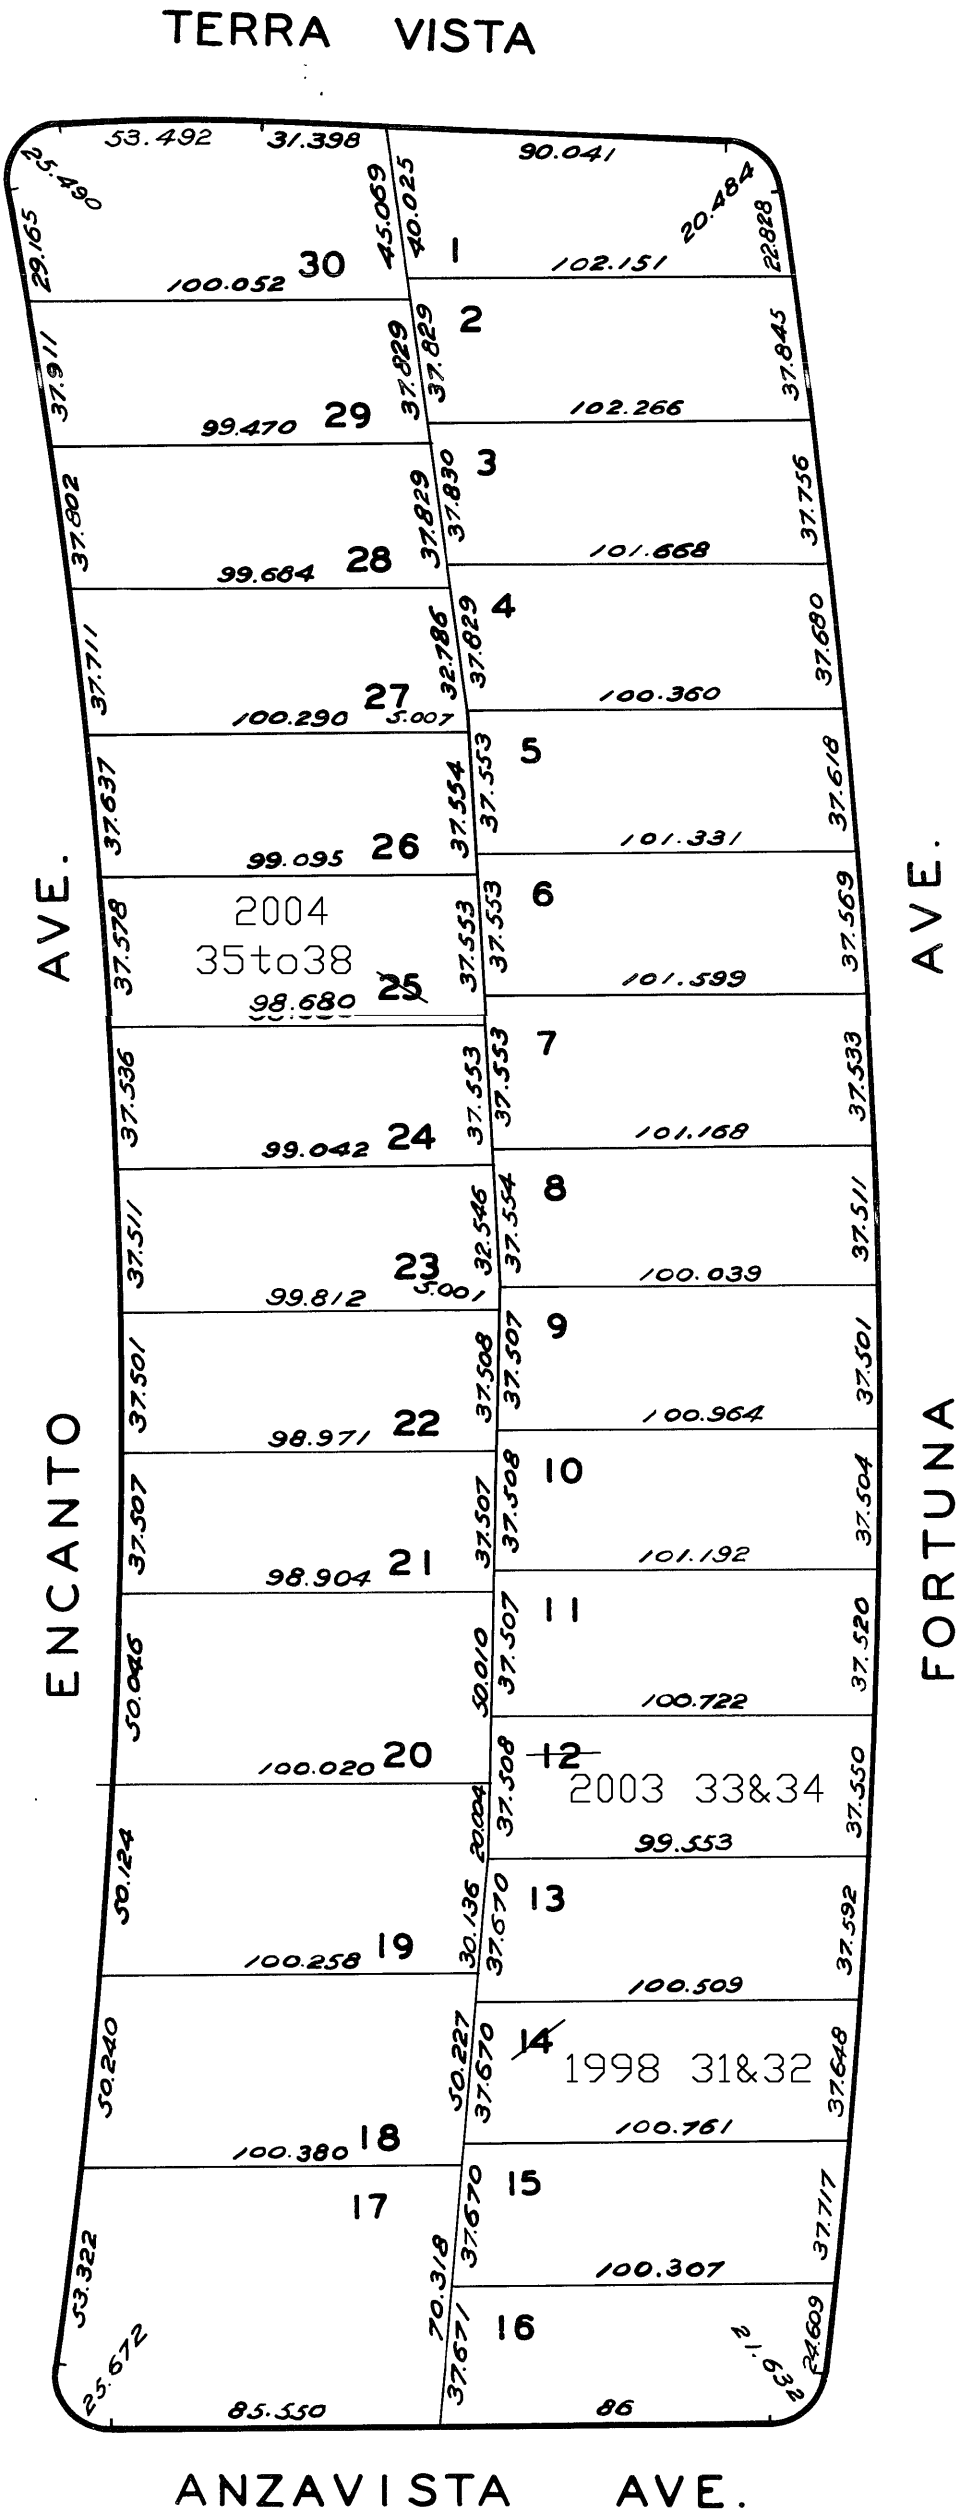 TERRA VISTA
53.492 31.398 90.041
25.460 45.069 40.025 20.484
29.165 30 1 22.828
100.052 102.151
37.911 37.829 37.829 2 37.845
99.470 29 102.266
37.802 37.829 37.830 3 37.756
99.684 28 101.668
37.711 32.786 37.829 4 37.680
27
100.290 5.007 100.360
37.637 37.554 37.553 5 37.618
99.095 26 101.331
37.578 37.553 37.553 6 37.569
2004
35to38
98.680 25 101.599
37.536 37.553 37.553 7 37.533
99.042 24 101.168
37.511 32.546 37.554 8 37.511
23
99.812 5.001 100.039
37.501 37.508 37.507 9 37.501
98.971 22 100.964
37.507 37.507 37.508 10 37.504
98.904 21 101.192
50.046 50.010 37.507 11 37.520
100.722
100.020 20 37.508 12 37.550
2003 33&34
20.004 99.553
50.124 30.136 37.670 13 37.592
100.258 19 100.509
50.240 50.227 37.670 14 37.648
1998 31&32
100.380 18 100.761
17 37.670 15 37.717
100.307
53.322 70.318 37.671 16 24.609
25.672 21.392
85.550 86
ENCANTO AVE.
FORTUNA AVE.
ANZAVISTA AVE.